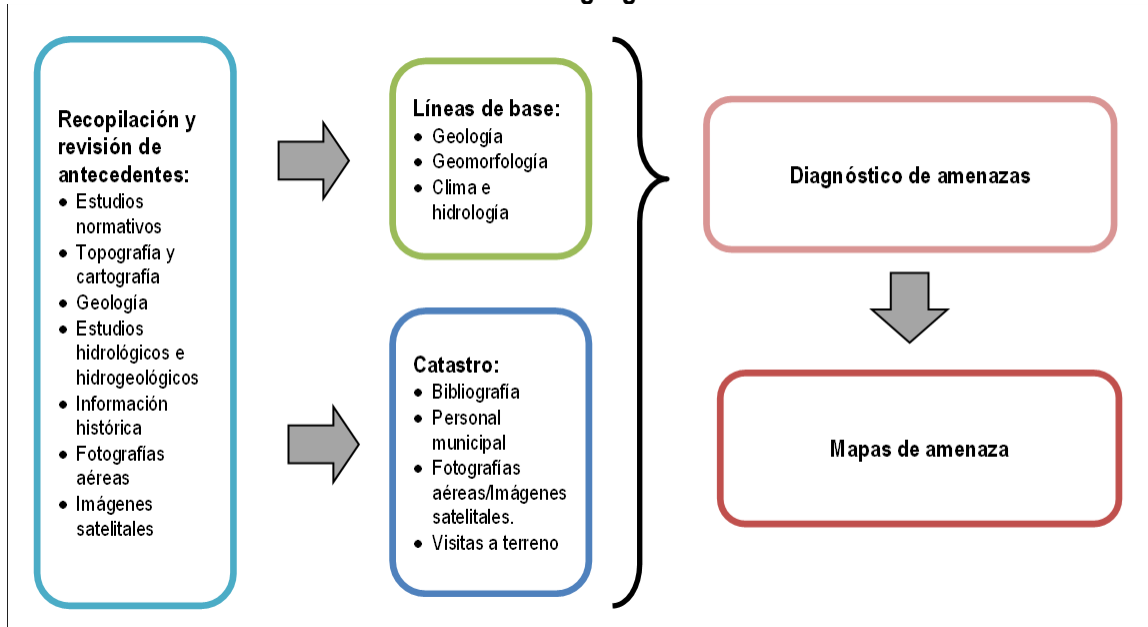 Recopilación y
revisión de
antecedentes:
• Estudios
normativos
• Topografía y
cartografía
• Geología
• Estudios
hidrológicos e
hidrogeológicos
• Información
histórica
• Fotografías
aéreas
• Imágenes
satelitales
Líneas de base:
• Geología
• Geomorfología
• Clima e
hidrología
Catastro:
• Bibliografía
• Personal
municipal
• Fotografías
aéreas/Imágenes
satelitales.
• Visitas a terreno
Diagnóstico de amenazas
Mapas de amenaza